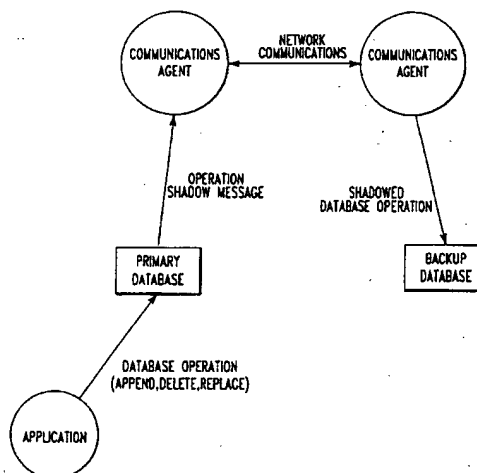 COMMUNICATIONS
AGENT
NETWORK
COMMUNICATIONS
COMMUNICATIONS
AGENT
OPERATION
SHADOW MESSAGE
SHADOWED
DATABASE OPERATION
PRIMARY
DATABASE
BACKUP
DATABASE
DATABASE OPERATION
(APPEND,DELETE,REPLACE)
APPLICATION